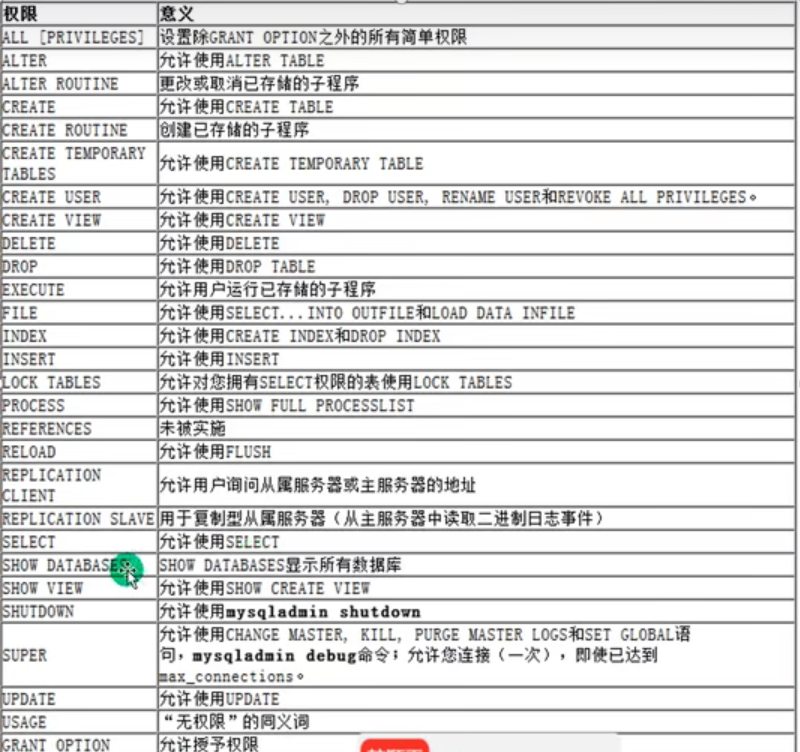 权限 意义
ALL [PRIVILEGES] 设置除GRANT OPTION之外的所有简单权限
ALTER 允许使用ALTER TABLE
ALTER ROUTINE 更改或取消已存储的子程序
CREATE 允许使用CREATE TABLE
CREATE ROUTINE 创建已存储的子程序
CREATE TEMPORARY
TABLES 允许使用CREATE TEMPORARY TABLE
CREATE USER 允许使用CREATE USER, DROP USER, RENAME USER和REVOKE ALL PRIVILEGES。
CREATE VIEW 允许使用CREATE VIEW
DELETE 允许使用DELETE
DROP 允许使用DROP TABLE
EXECUTE 允许用户运行已存储的子程序
FILE 允许使用SELECT...INTO OUTFILE和LOAD DATA INFILE
INDEX 允许使用CREATE INDEX和DROP INDEX
INSERT 允许使用INSERT
LOCK TABLES 允许对您拥有SELECT权限的表使用LOCK TABLES
PROCESS 允许使用SHOW FULL PROCESSLIST
REFERENCES 未被实施
RELOAD 允许使用FLUSH
REPLICATION
CLIENT 允许用户询问从属服务器或主服务器的地址
REPLICATION SLAVE 用于复制型从属服务器（从主服务器中读取二进制日志事件）
SELECT 允许使用SELECT
SHOW DATABASES SHOW DATABASES显示所有数据库
SHOW VIEW 允许使用SHOW CREATE VIEW
SHUTDOWN 允许使用mysqladmin shutdown
SUPER 允许使用CHANGE MASTER, KILL, PURGE MASTER LOGS和SET GLOBAL语
句，mysqladmin debug命令；允许您连接（一次），即使已达到
max_connections。
UPDATE 允许使用UPDATE
USAGE “无权限”的同义词
GRANT OPTION 允许授予权限